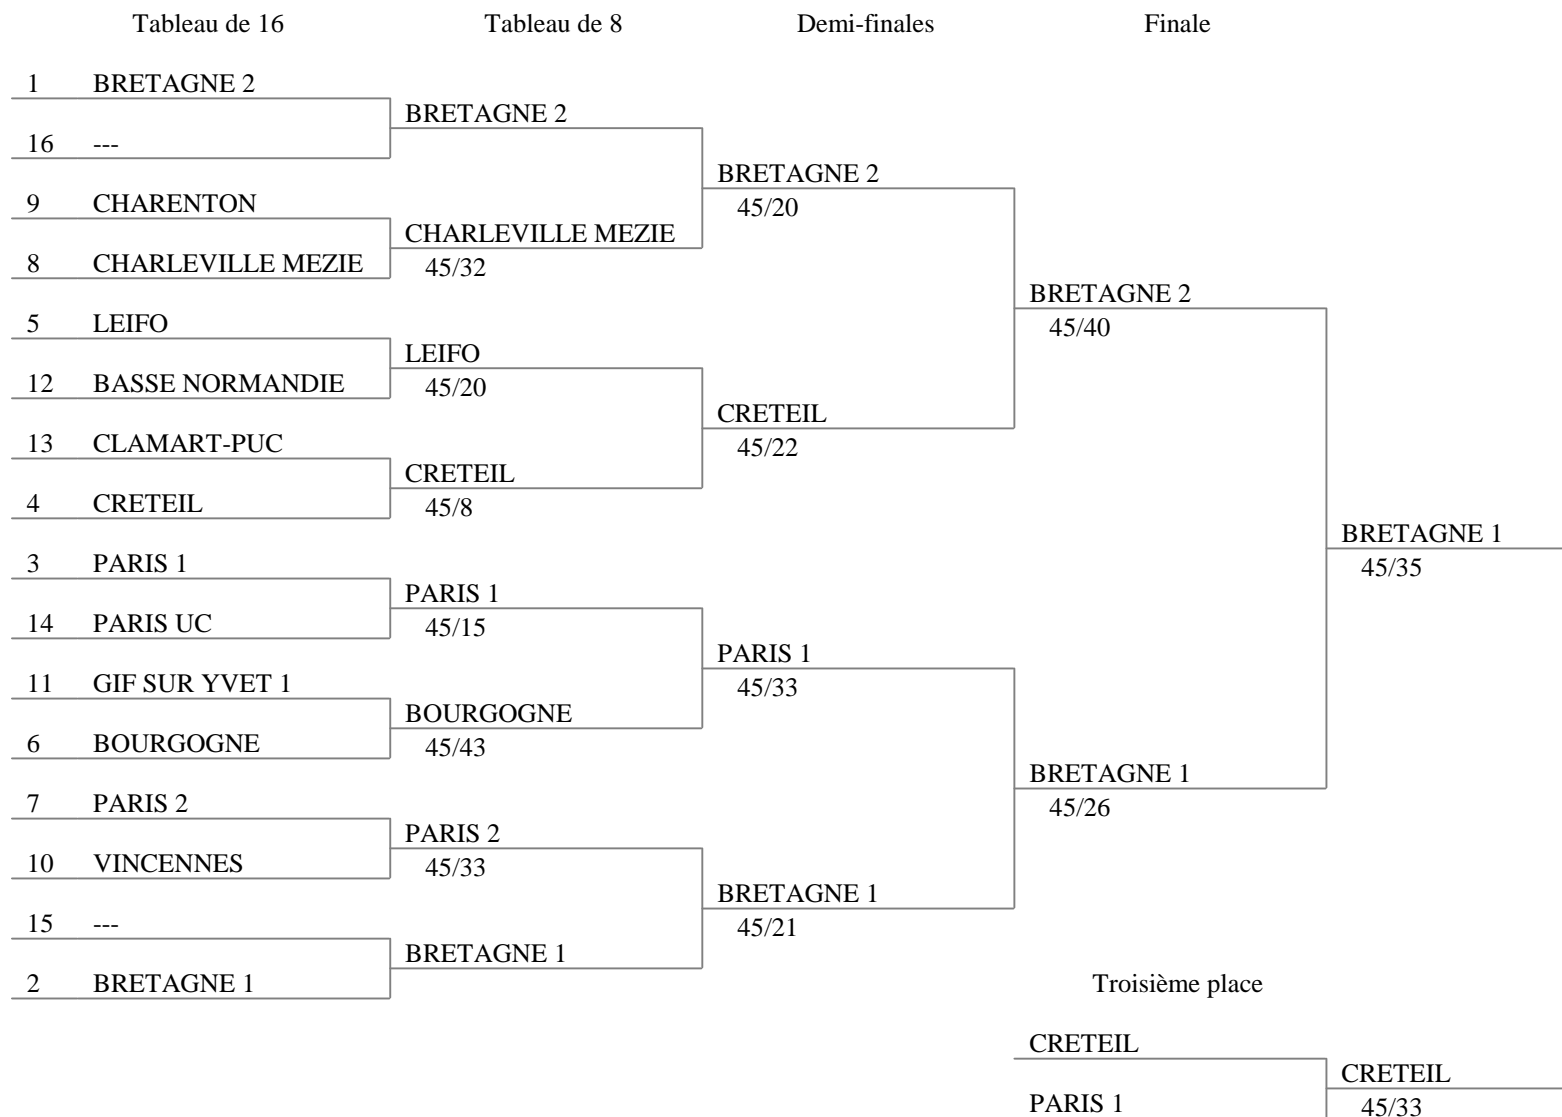 Tableau de 16 Tableau de 8 Demi-finales Finale
1 BRETAGNE 2
BRETAGNE 2
16 ---
BRETAGNE 2
45/20
9 CHARENTON
CHARLEVILLE MEZIE
8 CHARLEVILLE MEZIE
45/32
BRETAGNE 2
45/40
5 LEIFO
LEIFO
12 BASSE NORMANDIE
45/20
CRETEIL
45/22
13 CLAMART-PUC
CRETEIL
4 CRETEIL
45/8
BRETAGNE 1
45/35
3 PARIS 1
PARIS 1
14 PARIS UC
45/15
PARIS 1
45/33
11 GIF SUR YVET 1
BOURGOGNE
6 BOURGOGNE
45/43
BRETAGNE 1
45/26
7 PARIS 2
PARIS 2
10 VINCENNES
45/33
BRETAGNE 1
45/21
15 ---
BRETAGNE 1
2 BRETAGNE 1
Troisième place
CRETEIL
CRETEIL
PARIS 1
45/33